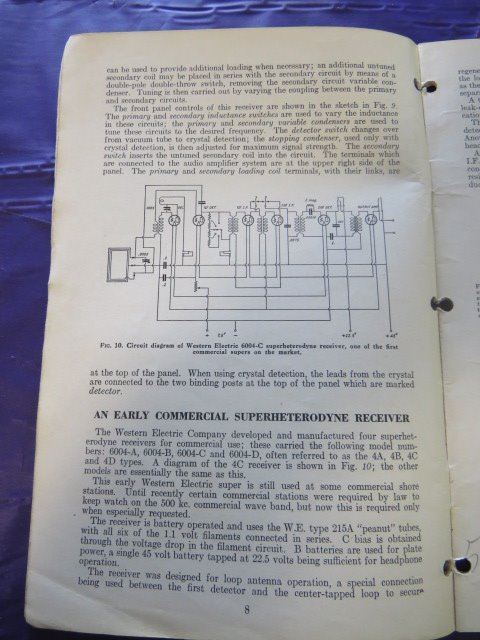 can be used to provide additional loading when necessary; an additional untuned
secondary coil may be placed in series with the secondary circuit by means of a
double-pole double-throw switch, removing the secondary circuit variable con-
denser. Tuning is then carried out by varying the coupling between the primary
and secondary circuits.
The front panel controls of this receiver are shown in the sketch in Fig. 9.
The primary and secondary inductance switches are used to vary the inductance
in these circuits; the primary and secondary variable condensers are used to
tune these circuits to the desired frequency. The detector switch changes over
from vacuum tube to crystal detection; the stopping condenser, used only with
crystal detection, is then adjusted for maximum signal strength. The secondary
switch inserts the untuned secondary coil into the circuit. The terminals which
are connected to the audio amplifier system are at the upper right side of the
panel. The primary and secondary loading coil terminals, with their links, are
Fig. 10. Circuit diagram of Western Electric 6004-C superheterodyne receiver, one of the first
commercial supers on the market.
at the top of the panel. When using crystal detection, the leads from the crystal
are connected to the two binding posts at the top of the panel which are marked
detector.
AN EARLY COMMERCIAL SUPERHETERODYNE RECEIVER
The Western Electric Company developed and manufactured four superhet-
erodyne receivers for commercial use; these carried the following model num-
bers: 6004-A, 6004-B, 6004-C and 6004-D, often referred to as the 4A, 4B, 4C
and 4D types. A diagram of the 4C receiver is shown in Fig. 10; the other
models are essentially the same as this.
This early Western Electric super is still used at some commercial shore
stations. Until recently certain commercial stations were required by law to
keep watch on the 500 kc. commercial wave band, but now this is required only
when especially requested.
The receiver is battery operated and uses the W.E. type 215A "peanut" tubes,
with all six of the 1.1 volt filaments connected in series. C bias is obtained
through the voltage drop in the filament circuit. B batteries are used for plate
power, a single 45 volt battery tapped at 22.5 volts being sufficient for headphone
operation.
The receiver was designed for loop antenna operation, a special connection
being used between the first detector and the center-tapped loop to secure
8